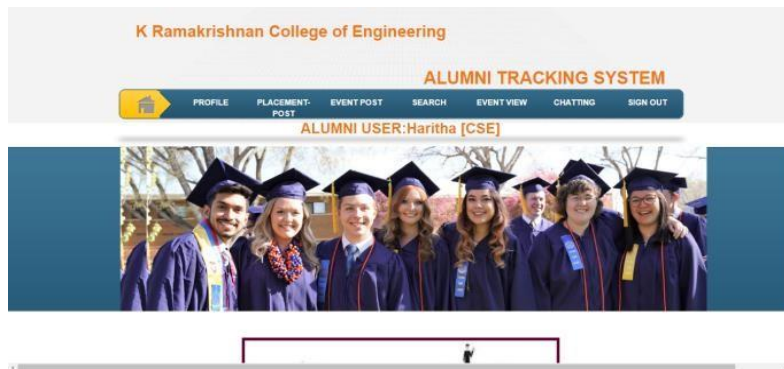 K Ramakrishnan College of Engineering
ALUMNI TRACKING SYSTEM
PROFILE PLACEMENT-POST EVENT POST SEARCH EVENT VIEW CHATTING SIGN OUT
ALUMNI USER:Haritha [CSE]